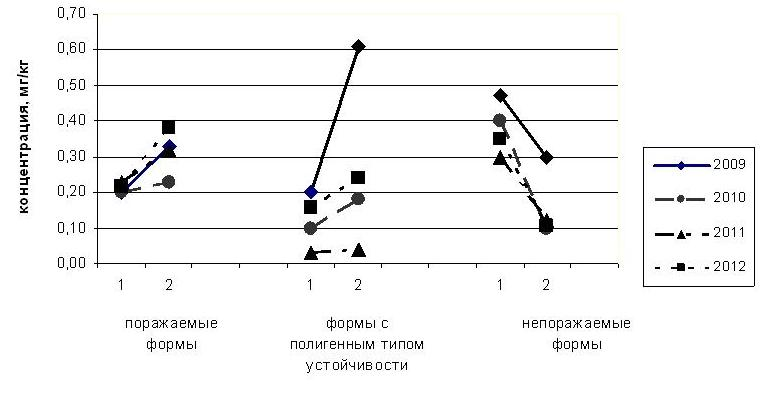 концентрация, мг/кг
0,70
0,60
0,50
0,40
0,30
0,20
0,10
0,00
1 2 1 2 1 2
поражаемые
формы
формы с
полигенным типом
устойчивости
непоражаемые
формы
2009
2010
2011
2012